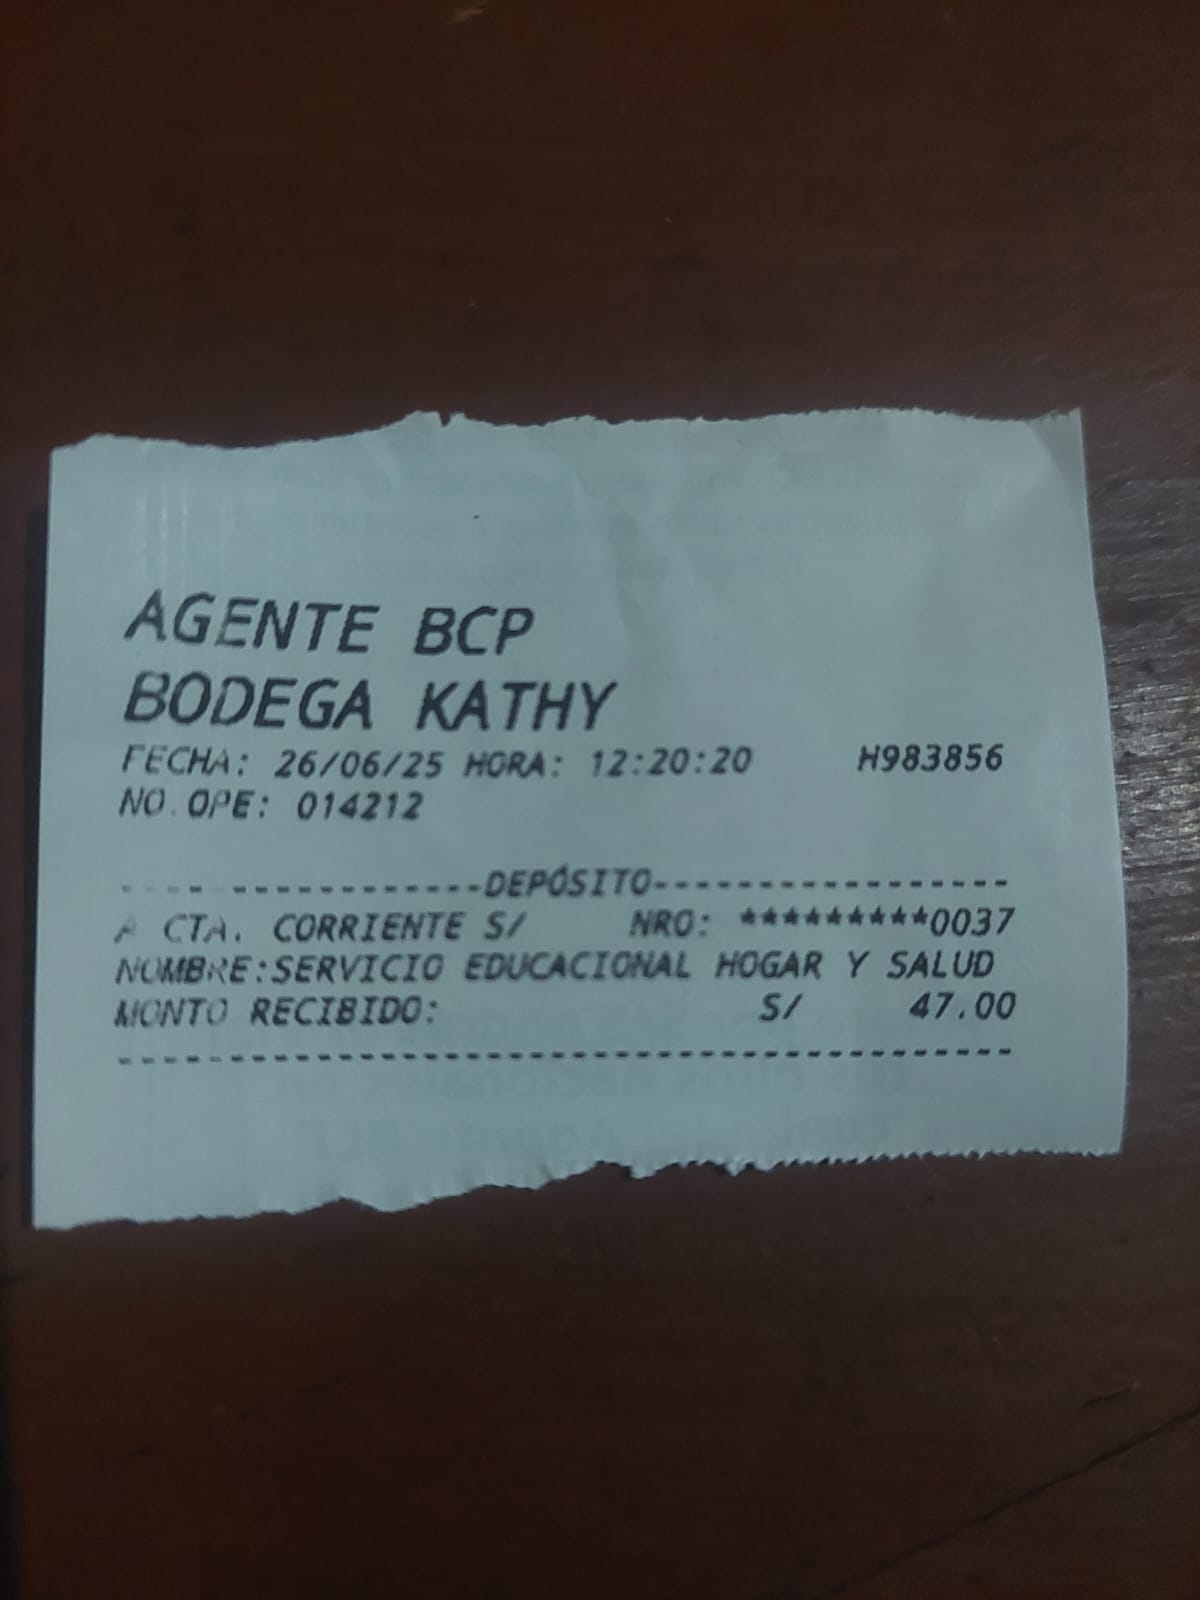 AGENTE BCP
BODEGA KATHY
FECHA: 26/06/25 HORA: 12:20:20 H983856
NO.OPE: 014212
--------------------DEPÓSITO------------------
A CTA. CORRIENTE S/ NRO: *********0037
NOMBRE:SERVICIO EDUCACIONAL HOGAR Y SALUD
MONTO RECIBIDO: S/ 47.00
-----------------------------------------------